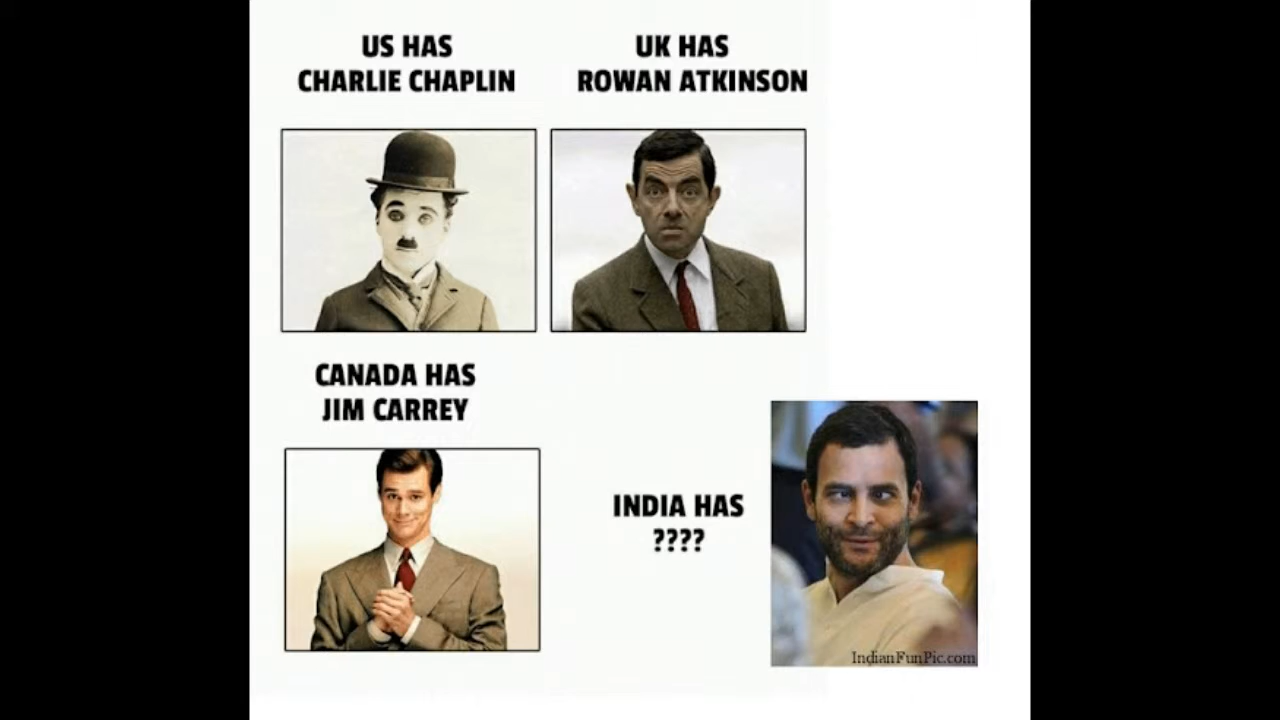 US HAS
CHARLIE CHAPLIN
UK HAS
ROWAN ATKINSON
CANADA HAS
JIM CARREY
INDIA HAS
????
IndianFunPic.com